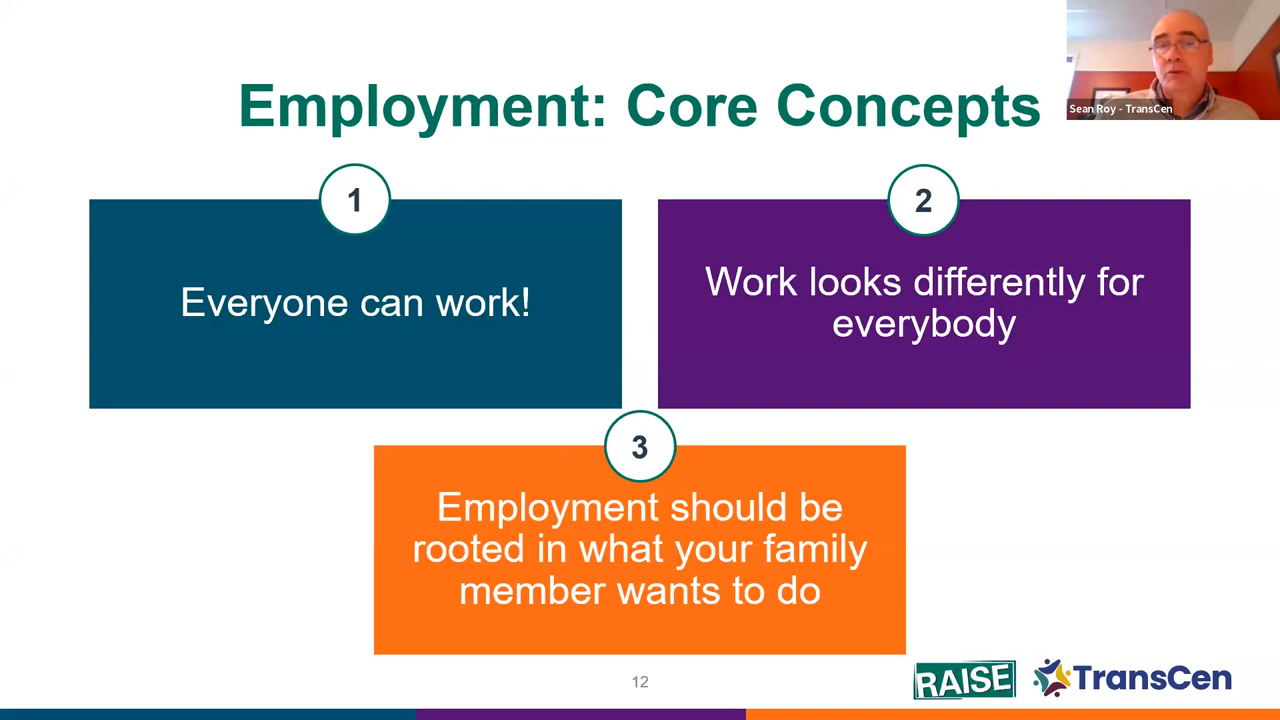 Employment: Core Concepts
Sean Roy - TransCen
1
Everyone can work!
2
Work looks differently for
everybody
3
Employment should be
rooted in what your family
member wants to do
12
RAISE
TransCen